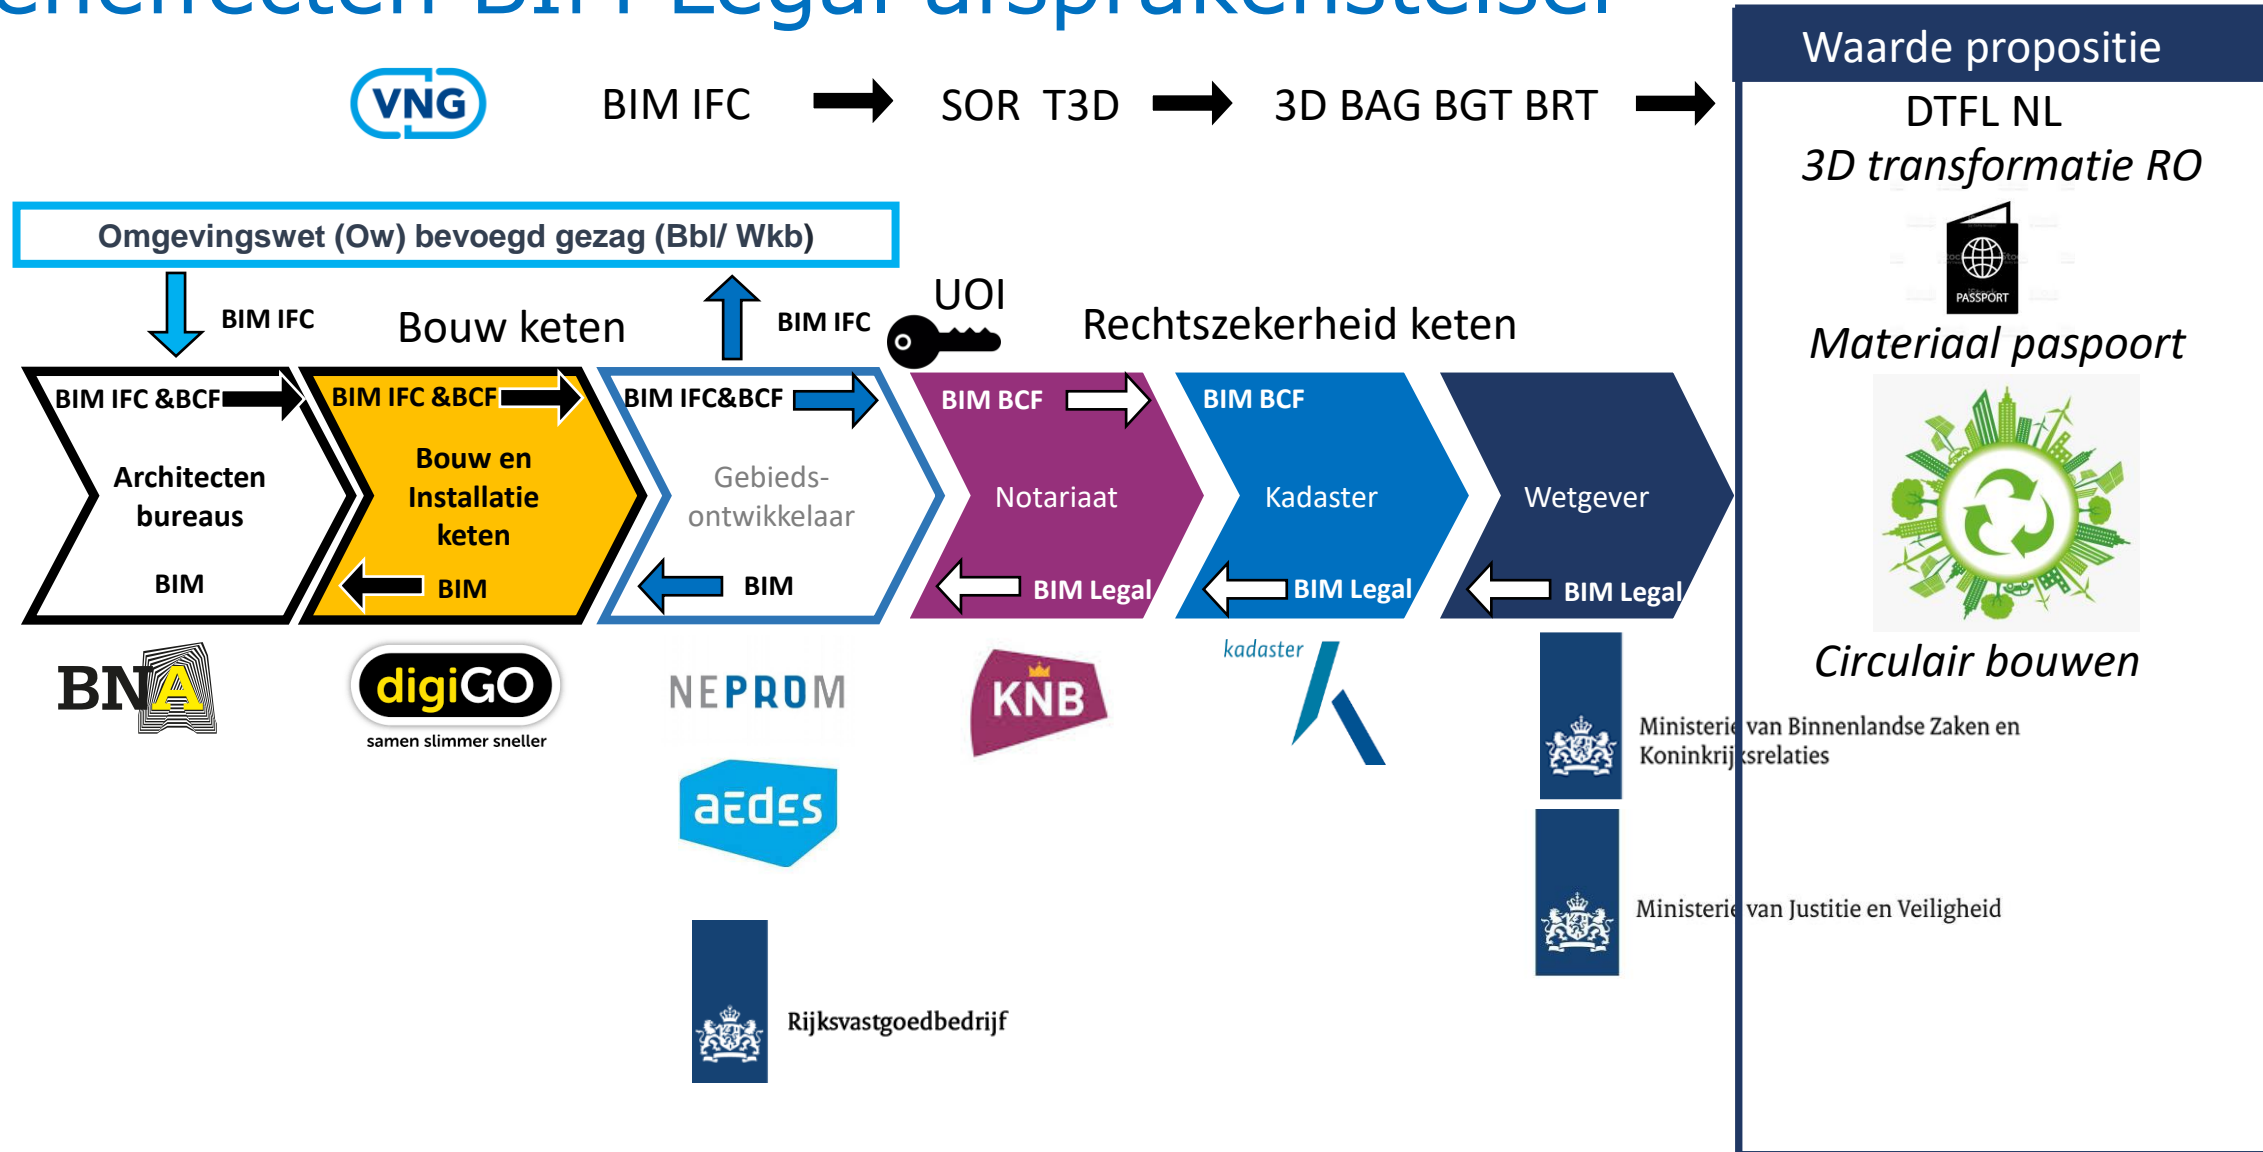 BIM Legal afsprakenstelsel
Waarde propositie
VNG
BIM IFC
SOR T3D
3D BAG BGT BRT
DTFL NL
3D transformatie RO
Omgevingswet (Ow) bevoegd gezag (Bbl/ Wkb)
PASSPORT
BIM IFC
Bouw keten
BIM IFC
UOI
Rechtszekerheid keten
Materiaal paspoort
BIM IFC &BCF
BIM IFC &BCF
BIM IFC&BCF
BIM BCF
BIM BCF
Architecten
bureaus
Bouw en
Installatie
keten
Gebieds-
ontwikkelaar
Notariaat
Kadaster
Wetgever
BIM
BIM
BIM
BIM Legal
BIM Legal
BIM Legal
Circulair bouwen
BNA
digiGO
samen slimmer sneller
NEPROM
aedes
KNB
kadaster
Ministerie van Binnenlandse Zaken en
Koninkrijksrelaties
Ministerie van Justitie en Veiligheid
Rijksvastgoedbedrijf